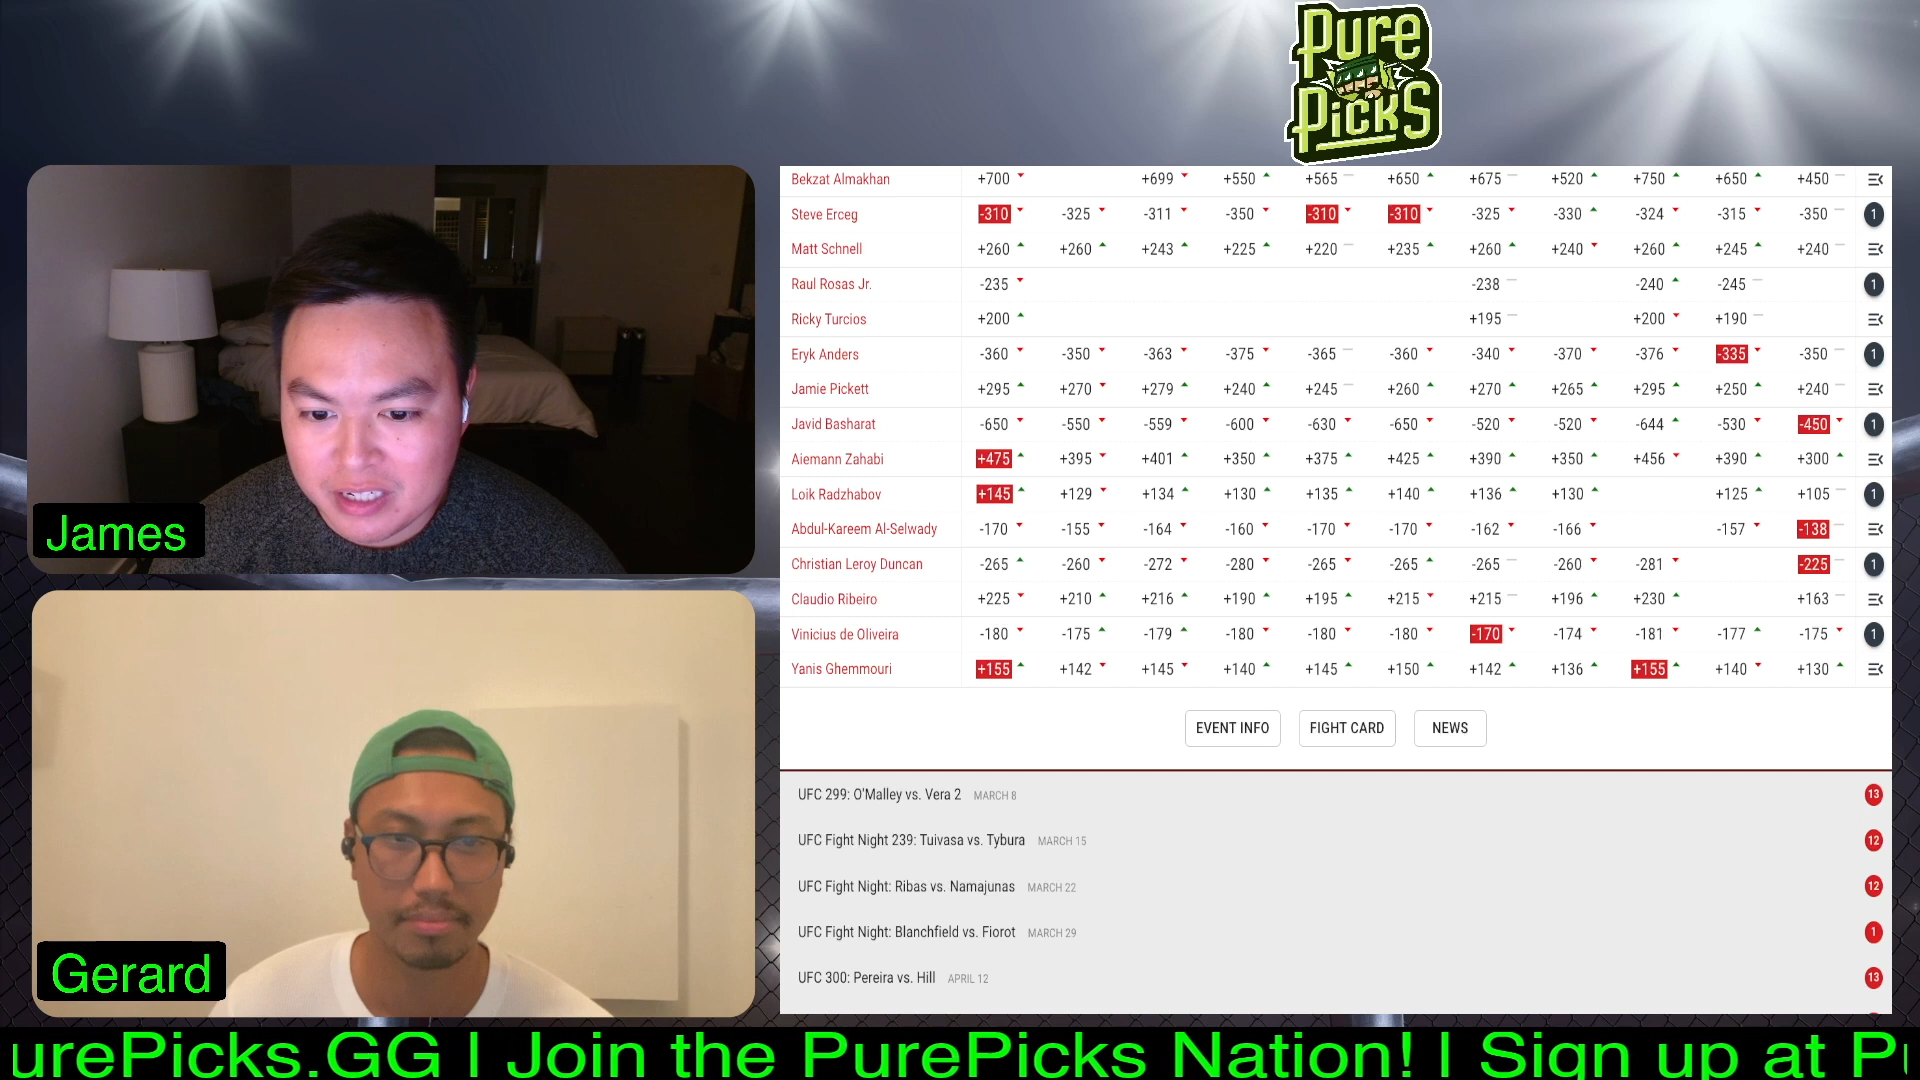 Pure
Picks
Bekzat Almakhan +700 +699 +550 +565 +650 +675 +520 +750 +650 +450
Steve Erceg -310 -325 -311 -350 -310 -310 -325 -330 -324 -315 -350 1
Matt Schnell +260 +260 +243 +225 +220 +235 +260 +240 +260 +245 +240
Raul Rosas Jr. -235 -238 -240 -245 1
Ricky Turcios +200 +195 +200 +190
Eryk Anders -360 -350 -363 -375 -365 -360 -340 -370 -376 -335 -350 1
Jamie Pickett +295 +270 +279 +240 +245 +260 +270 +265 +295 +250 +240
Javid Basharat -650 -550 -559 -600 -630 -650 -520 -520 -644 -530 -450 1
Aiemann Zahabi +475 +395 +401 +350 +375 +425 +390 +350 +456 +390 +300
Loik Radzhabov +145 +129 +134 +130 +135 +140 +136 +130 +125 +105 1
Abdul-Kareem Al-Selwady -170 -155 -164 -160 -170 -170 -162 -166 -157 -138
Christian Leroy Duncan -265 -260 -272 -280 -265 -265 -265 -260 -281 -225 1
Claudio Ribeiro +225 +210 +216 +190 +195 +215 +215 +196 +230 +163
Vinicius de Oliveira -180 -175 -179 -180 -180 -180 -170 -174 -181 -177 -175 1
Yanis Ghemmouri +155 +142 +145 +140 +145 +150 +142 +136 +155 +140 +130
EVENT INFO FIGHT CARD NEWS
UFC 299: O'Malley vs. Vera 2 MARCH 8 13
UFC Fight Night 239: Tuivasa vs. Tybura MARCH 15 12
UFC Fight Night: Ribas vs. Namajunas MARCH 22 12
UFC Fight Night: Blanchfield vs. Fiorot MARCH 29 1
UFC 300: Pereira vs. Hill APRIL 12 13
James
Gerard
urePicks.GG | Join the PurePicks Nation! | Sign up at P